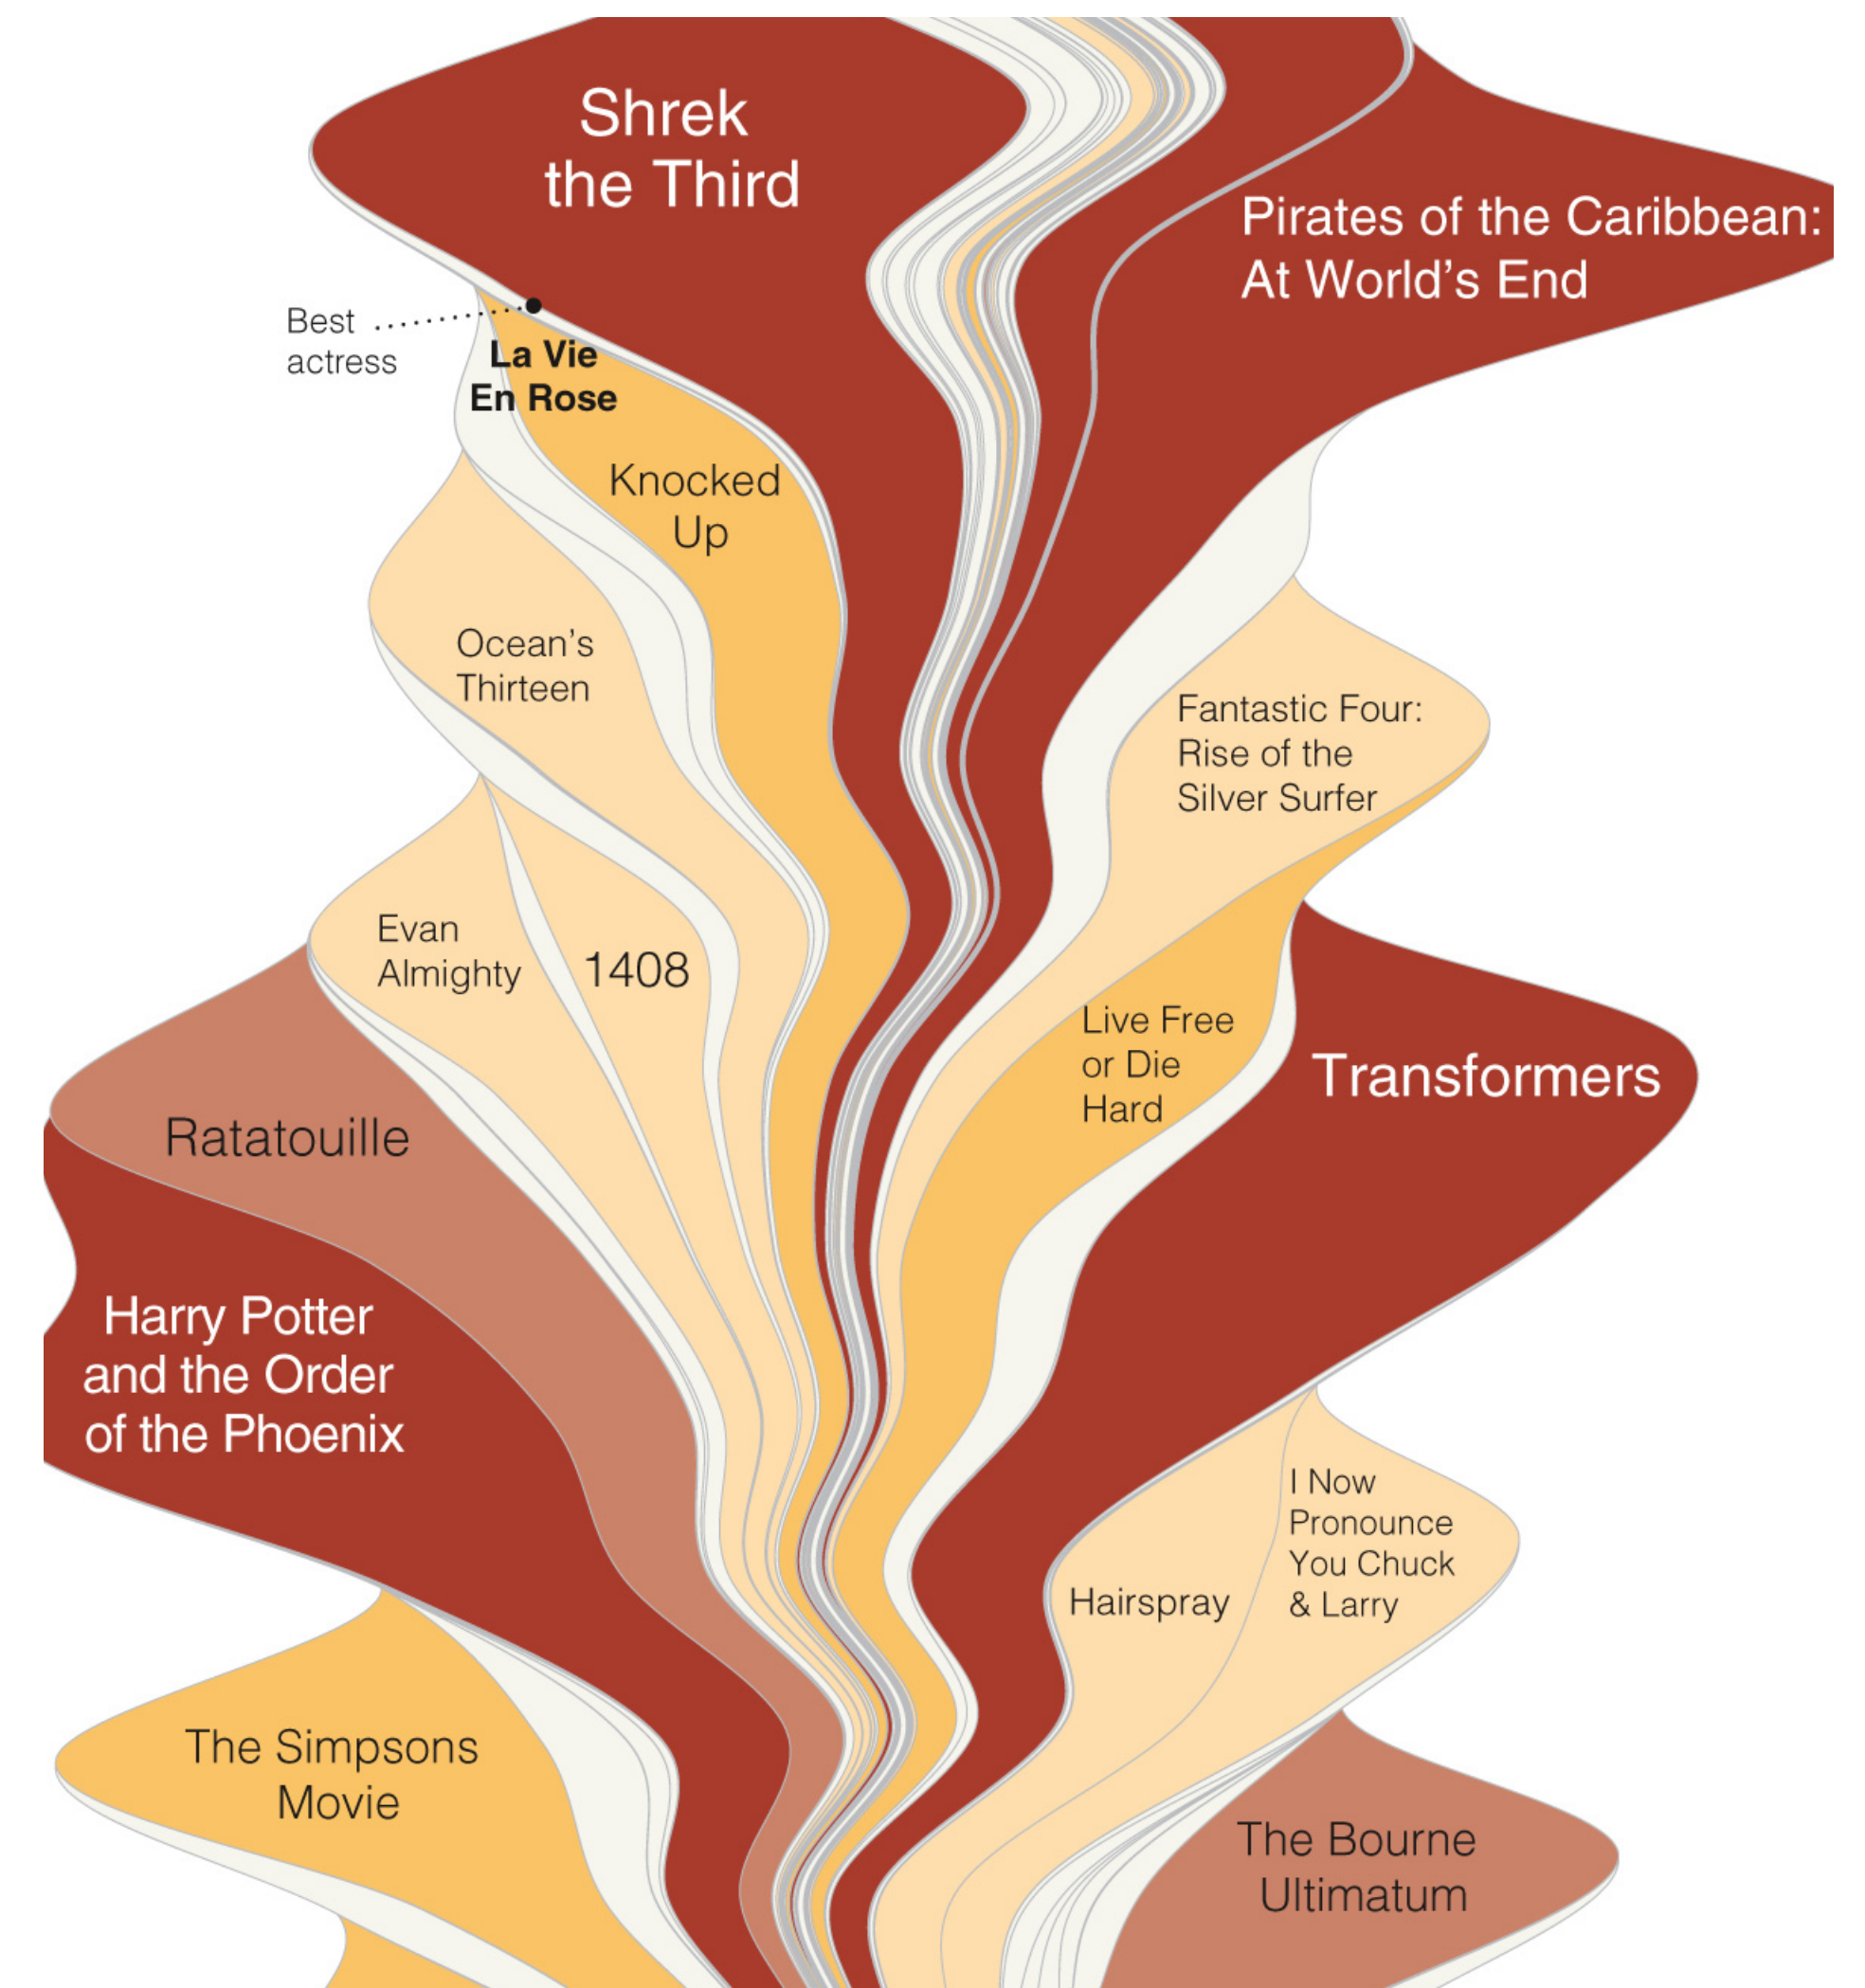 Shrek
the Third
Pirates of the Caribbean:
At World's End
Best
actress
La Vie
En Rose
Knocked
Up
Ocean's
Thirteen
Fantastic Four:
Rise of the
Silver Surfer
Evan
Almighty
1408
Live Free
or Die
Hard
Transformers
Ratatouille
Harry Potter
and the Order
of the Phoenix
I Now
Pronounce
You Chuck
& Larry
Hairspray
The Simpsons
Movie
The Bourne
Ultimatum